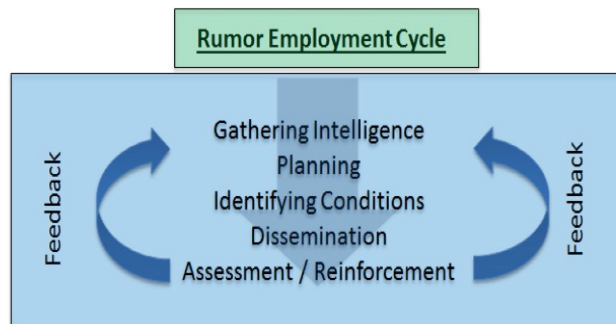 Rumor Employment Cycle
Gathering Intelligence
Planning
Identifying Conditions
Dissemination
Assessment / Reinforcement
Feedback
Feedback